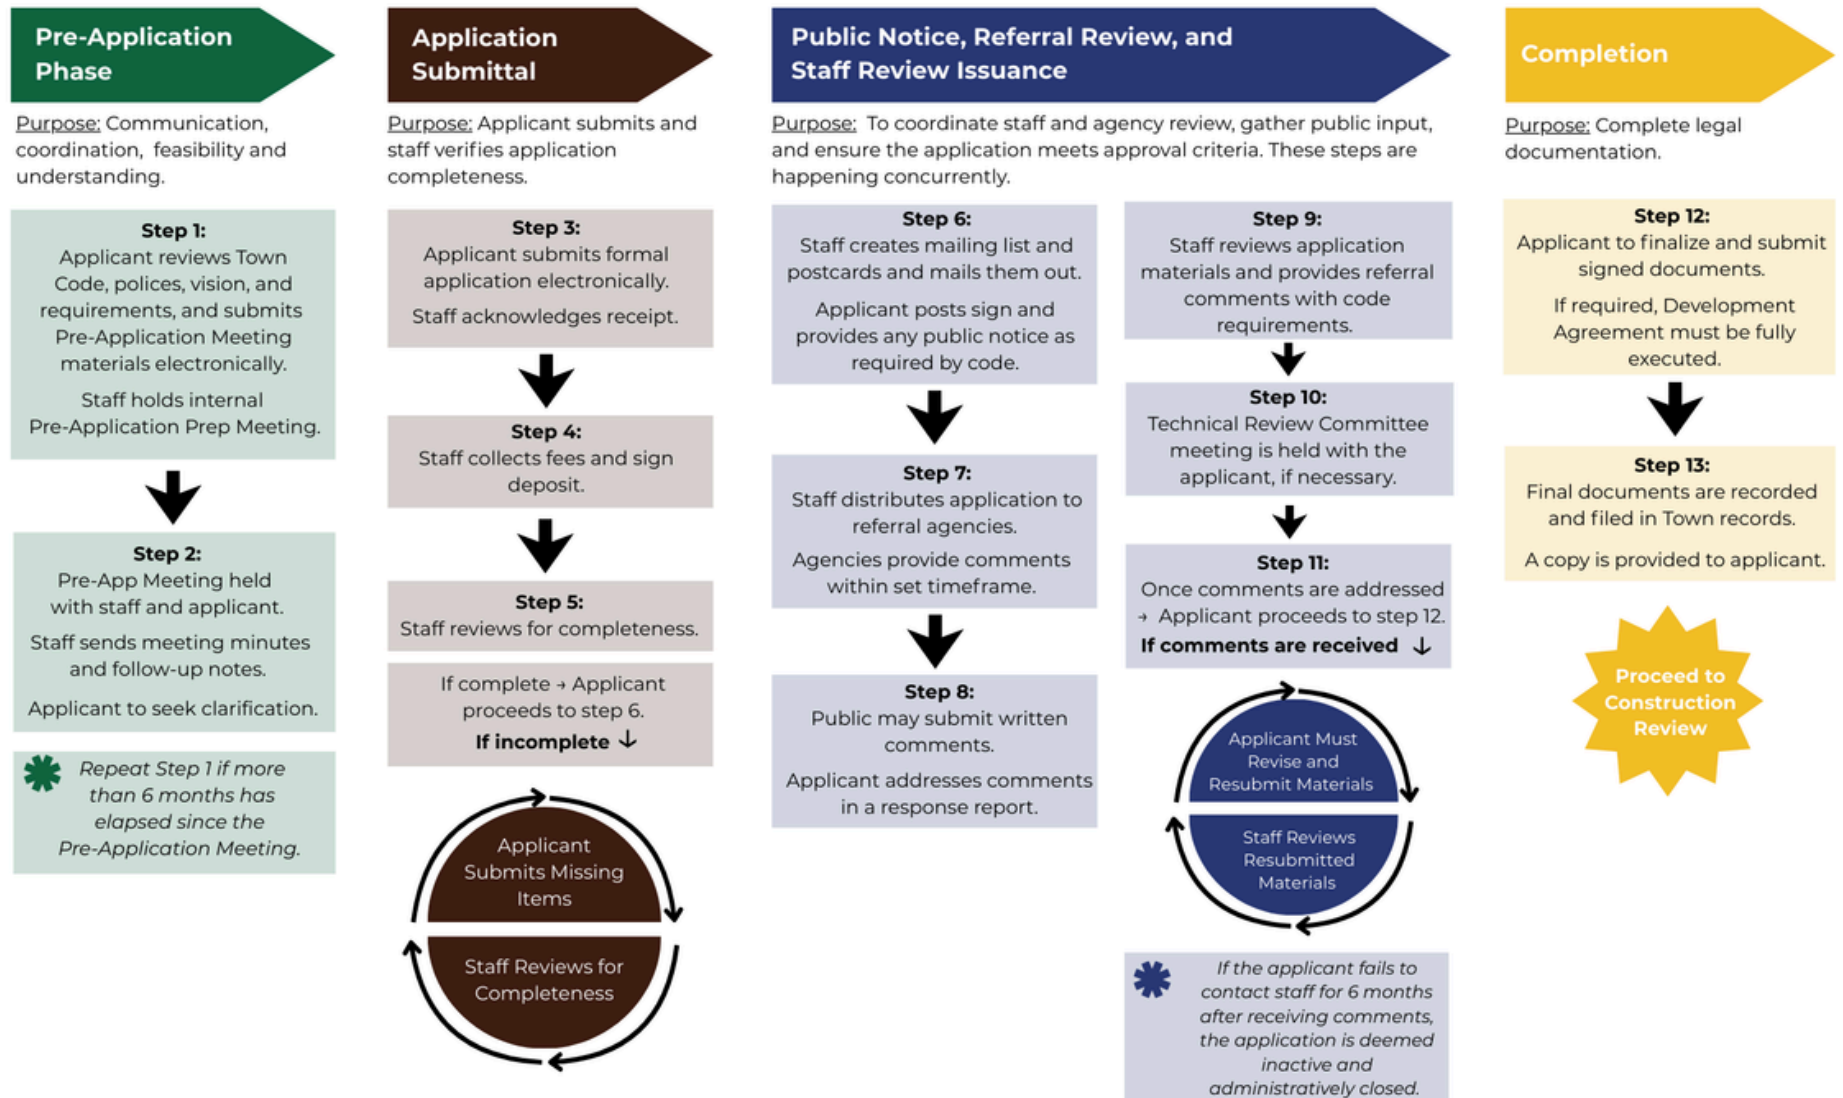 Pre-Application
Phase
Purpose: Communication,
coordination, feasibility and
understanding.
Step 1:
Applicant reviews Town
Code, polices, vision, and
requirements, and submits
Pre-Application Meeting
materials electronically.
Staff holds internal
Pre-Application Prep Meeting.
Step 2:
Pre-App Meeting held
with staff and applicant.
Staff sends meeting minutes
and follow-up notes.
Applicant to seek clarification.
Repeat Step 1 if more
than 6 months has
elapsed since the
Pre-Application Meeting.
Application
Submittal
Purpose: Applicant submits and
staff verifies application
completeness.
Step 3:
Applicant submits formal
application electronically.
Staff acknowledges receipt.
Step 4:
Staff collects fees and sign
deposit.
Step 5:
Staff reviews for completeness.
If complete → Applicant
proceeds to step 6.
If incomplete ↓
Applicant
Submits Missing
Items
Staff Reviews for
Completeness
Public Notice, Referral Review, and
Staff Review Issuance
Purpose: To coordinate staff and agency review, gather public input,
and ensure the application meets approval criteria. These steps are
happening concurrently.
Step 6:
Staff creates mailing list and
postcards and mails them out.
Applicant posts sign and
provides any public notice as
required by code.
Step 7:
Staff distributes application to
referral agencies.
Agencies provide comments
within set timeframe.
Step 8:
Public may submit written
comments.
Applicant addresses comments
in a response report.
Step 9:
Staff reviews application
materials and provides referral
comments with code
requirements.
Step 10:
Technical Review Committee
meeting is held with the
applicant, if necessary.
Step 11:
Once comments are addressed
→ Applicant proceeds to step 12.
If comments are received ↓
Applicant Must
Revise and
Resubmit Materials
Staff Reviews
Resubmitted
Materials
If the applicant fails to
contact staff for 6 months
after receiving comments,
the application is deemed
inactive and
administratively closed.
Completion
Purpose: Complete legal
documentation.
Step 12:
Applicant to finalize and submit
signed documents.
If required, Development
Agreement must be fully
executed.
Step 13:
Final documents are recorded
and filed in Town records.
A copy is provided to applicant.
Proceed to
Construction
Review